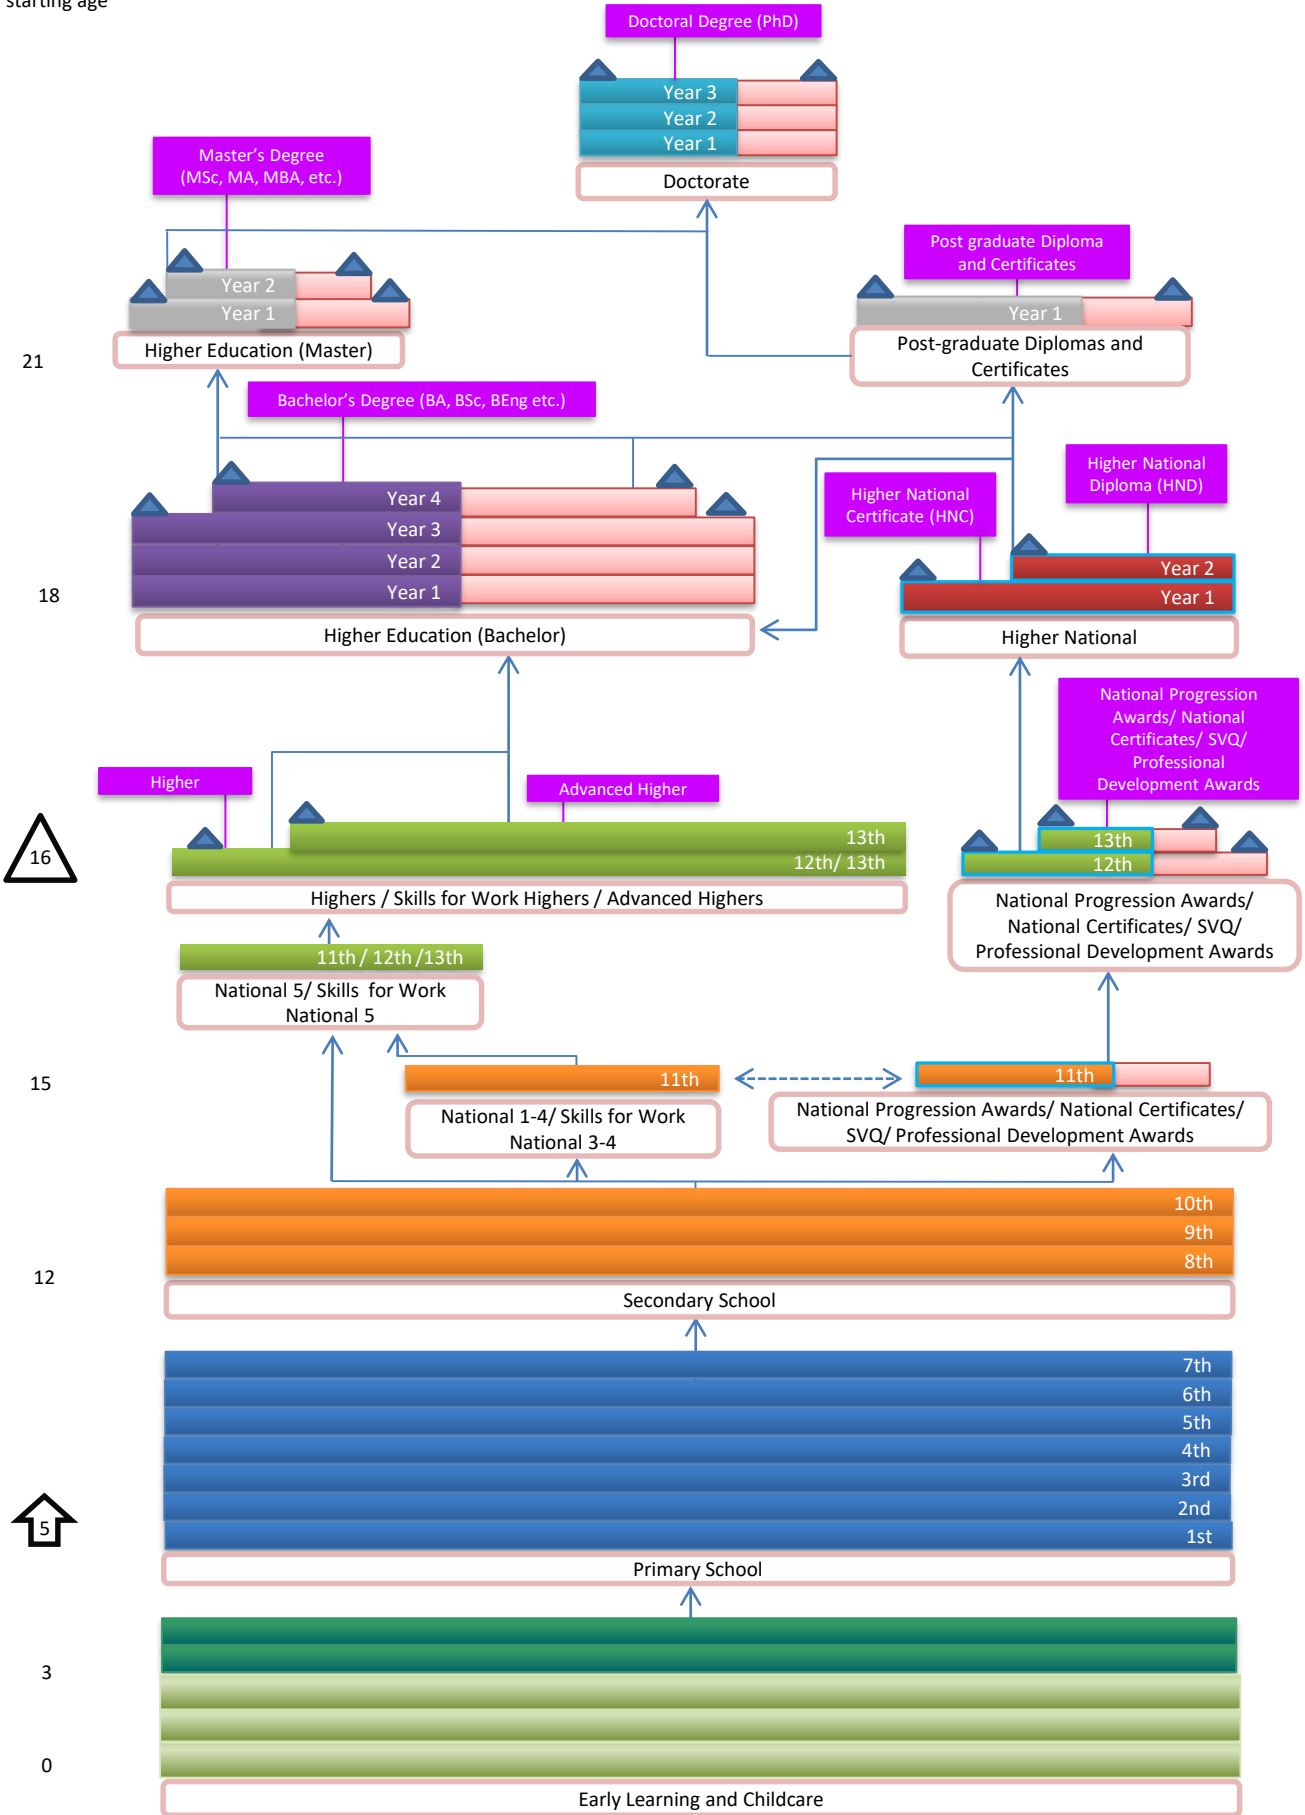 starting age
Doctoral Degree (PhD)
Year 3
Year 2
Year 1
Doctorate
Master's Degree
(MSc, MA, MBA, etc.)
Year 2
Year 1
Higher Education (Master)
Post graduate Diploma
and Certificates
Year 1
Post-graduate Diplomas and
Certificates
21
Bachelor's Degree (BA, BSc, BEng etc.)
Year 4
Year 3
Year 2
Year 1
Higher Education (Bachelor)
Higher National
Certificate (HNC)
Higher National
Diploma (HND)
Year 2
Year 1
Higher National
18
Higher
Advanced Higher
13th
12th/ 13th
Highers / Skills for Work Highers / Advanced Highers
National Progression
Awards/ National
Certificates/ SVQ/
Professional
Development Awards
13th
12th
National Progression Awards/
National Certificates/ SVQ/
Professional Development Awards
16
11th / 12th /13th
National 5/ Skills for Work
National 5
15
11th
National 1-4/ Skills for Work
National 3-4
11th
National Progression Awards/ National Certificates/
SVQ/ Professional Development Awards
10th
9th
8th
12
Secondary School
7th
6th
5th
4th
3rd
2nd
1st
5
Primary School
3
0
Early Learning and Childcare